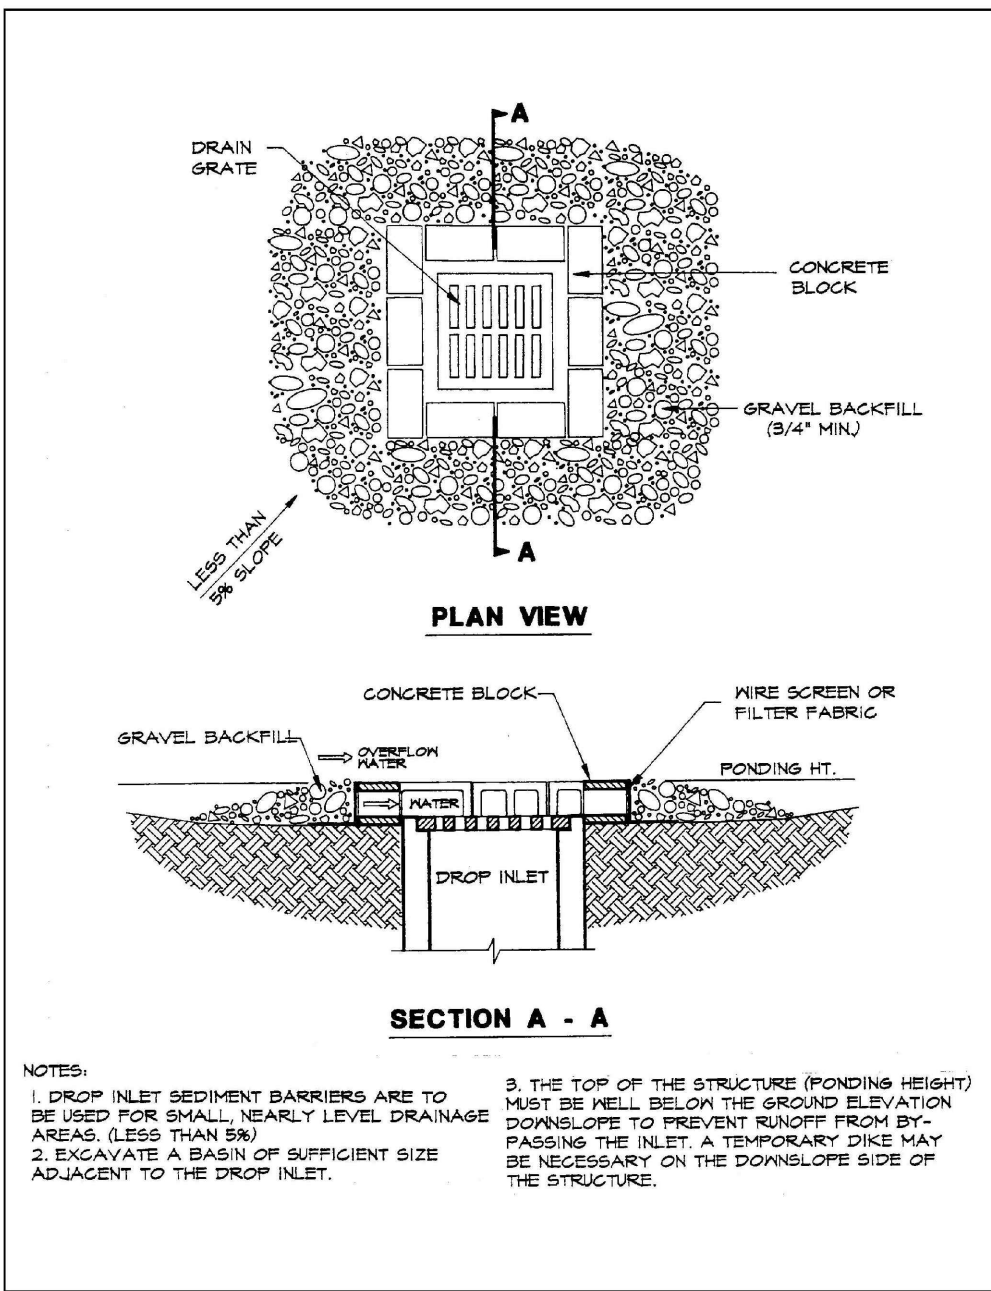 A
DRAIN
GRATE
CONCRETE
BLOCK
GRAVEL BACKFILL
(3/4" MIN.)
LESS THAN
5% SLOPE
A
PLAN VIEW
CONCRETE BLOCK
WIRE SCREEN OR
FILTER FABRIC
GRAVEL BACKFILL
OVERFLOW
WATER
PONDING HT.
WATER
DROP INLET
SECTION A - A
NOTES:
1. DROP INLET SEDIMENT BARRIERS ARE TO
BE USED FOR SMALL, NEARLY LEVEL DRAINAGE
AREAS. (LESS THAN 5%)
2. EXCAVATE A BASIN OF SUFFICIENT SIZE
ADJACENT TO THE DROP INLET.
3. THE TOP OF THE STRUCTURE (PONDING HEIGHT)
MUST BE WELL BELOW THE GROUND ELEVATION
DOWNSLOPE TO PREVENT RUNOFF FROM BY-
PASSING THE INLET. A TEMPORARY DIKE MAY
BE NECESSARY ON THE DOWNSLOPE SIDE OF
THE STRUCTURE.